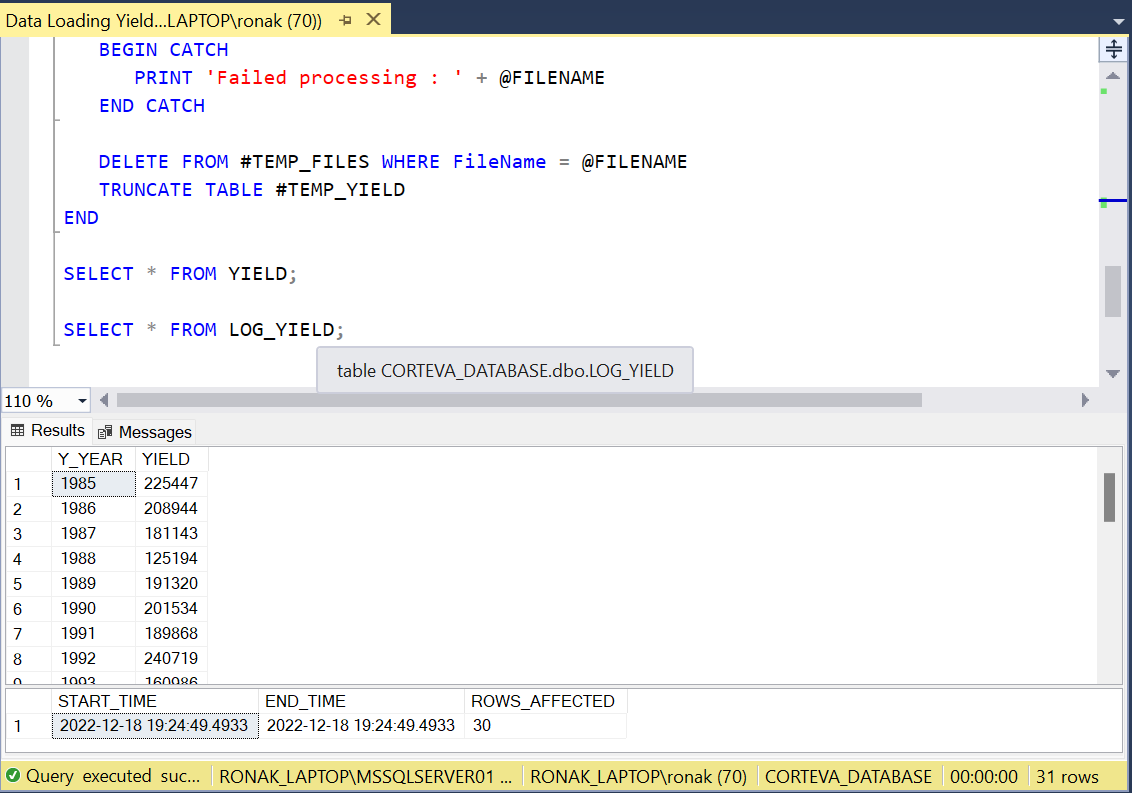 Data Loading Yield...LAPTOP\ronak (70))
BEGIN CATCH
PRINT 'Failed processing : ' + @FILENAME
END CATCH
DELETE FROM #TEMP_FILES WHERE FileName = @FILENAME
TRUNCATE TABLE #TEMP_YIELD
END
SELECT * FROM YIELD;
SELECT * FROM LOG_YIELD;
table CORTEVA_DATABASE.dbo.LOG_YIELD
110 %
Results Messages
Y_YEAR YIELD
1 1985 225447
2 1986 208944
3 1987 181143
4 1988 125194
5 1989 191320
6 1990 201534
7 1991 189868
8 1992 240719
9 1993 160986
START_TIME END_TIME ROWS_AFFECTED
1 2022-12-18 19:24:49.4933 2022-12-18 19:24:49.4933 30
Query executed suc... RONAK_LAPTOP\MSSQLSERVER01 ... RONAK_LAPTOP\ronak (70) CORTEVA_DATABASE 00:00:00 31 rows